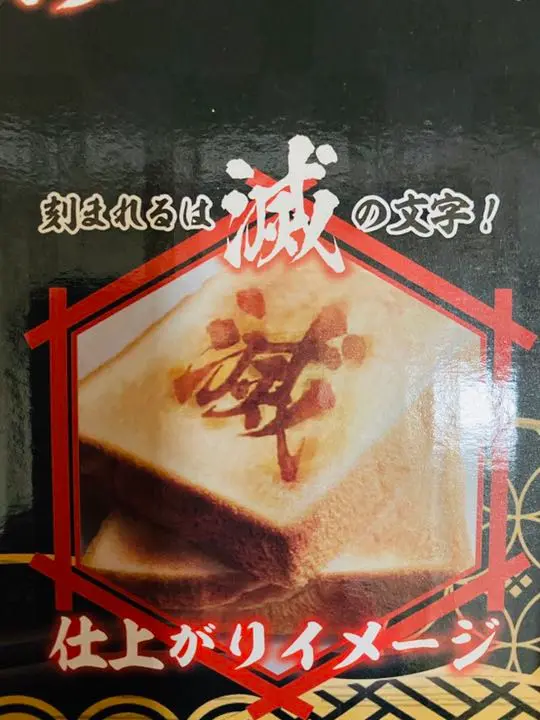 刻まれるは滅の文字!
滅
仕上がりイメージ